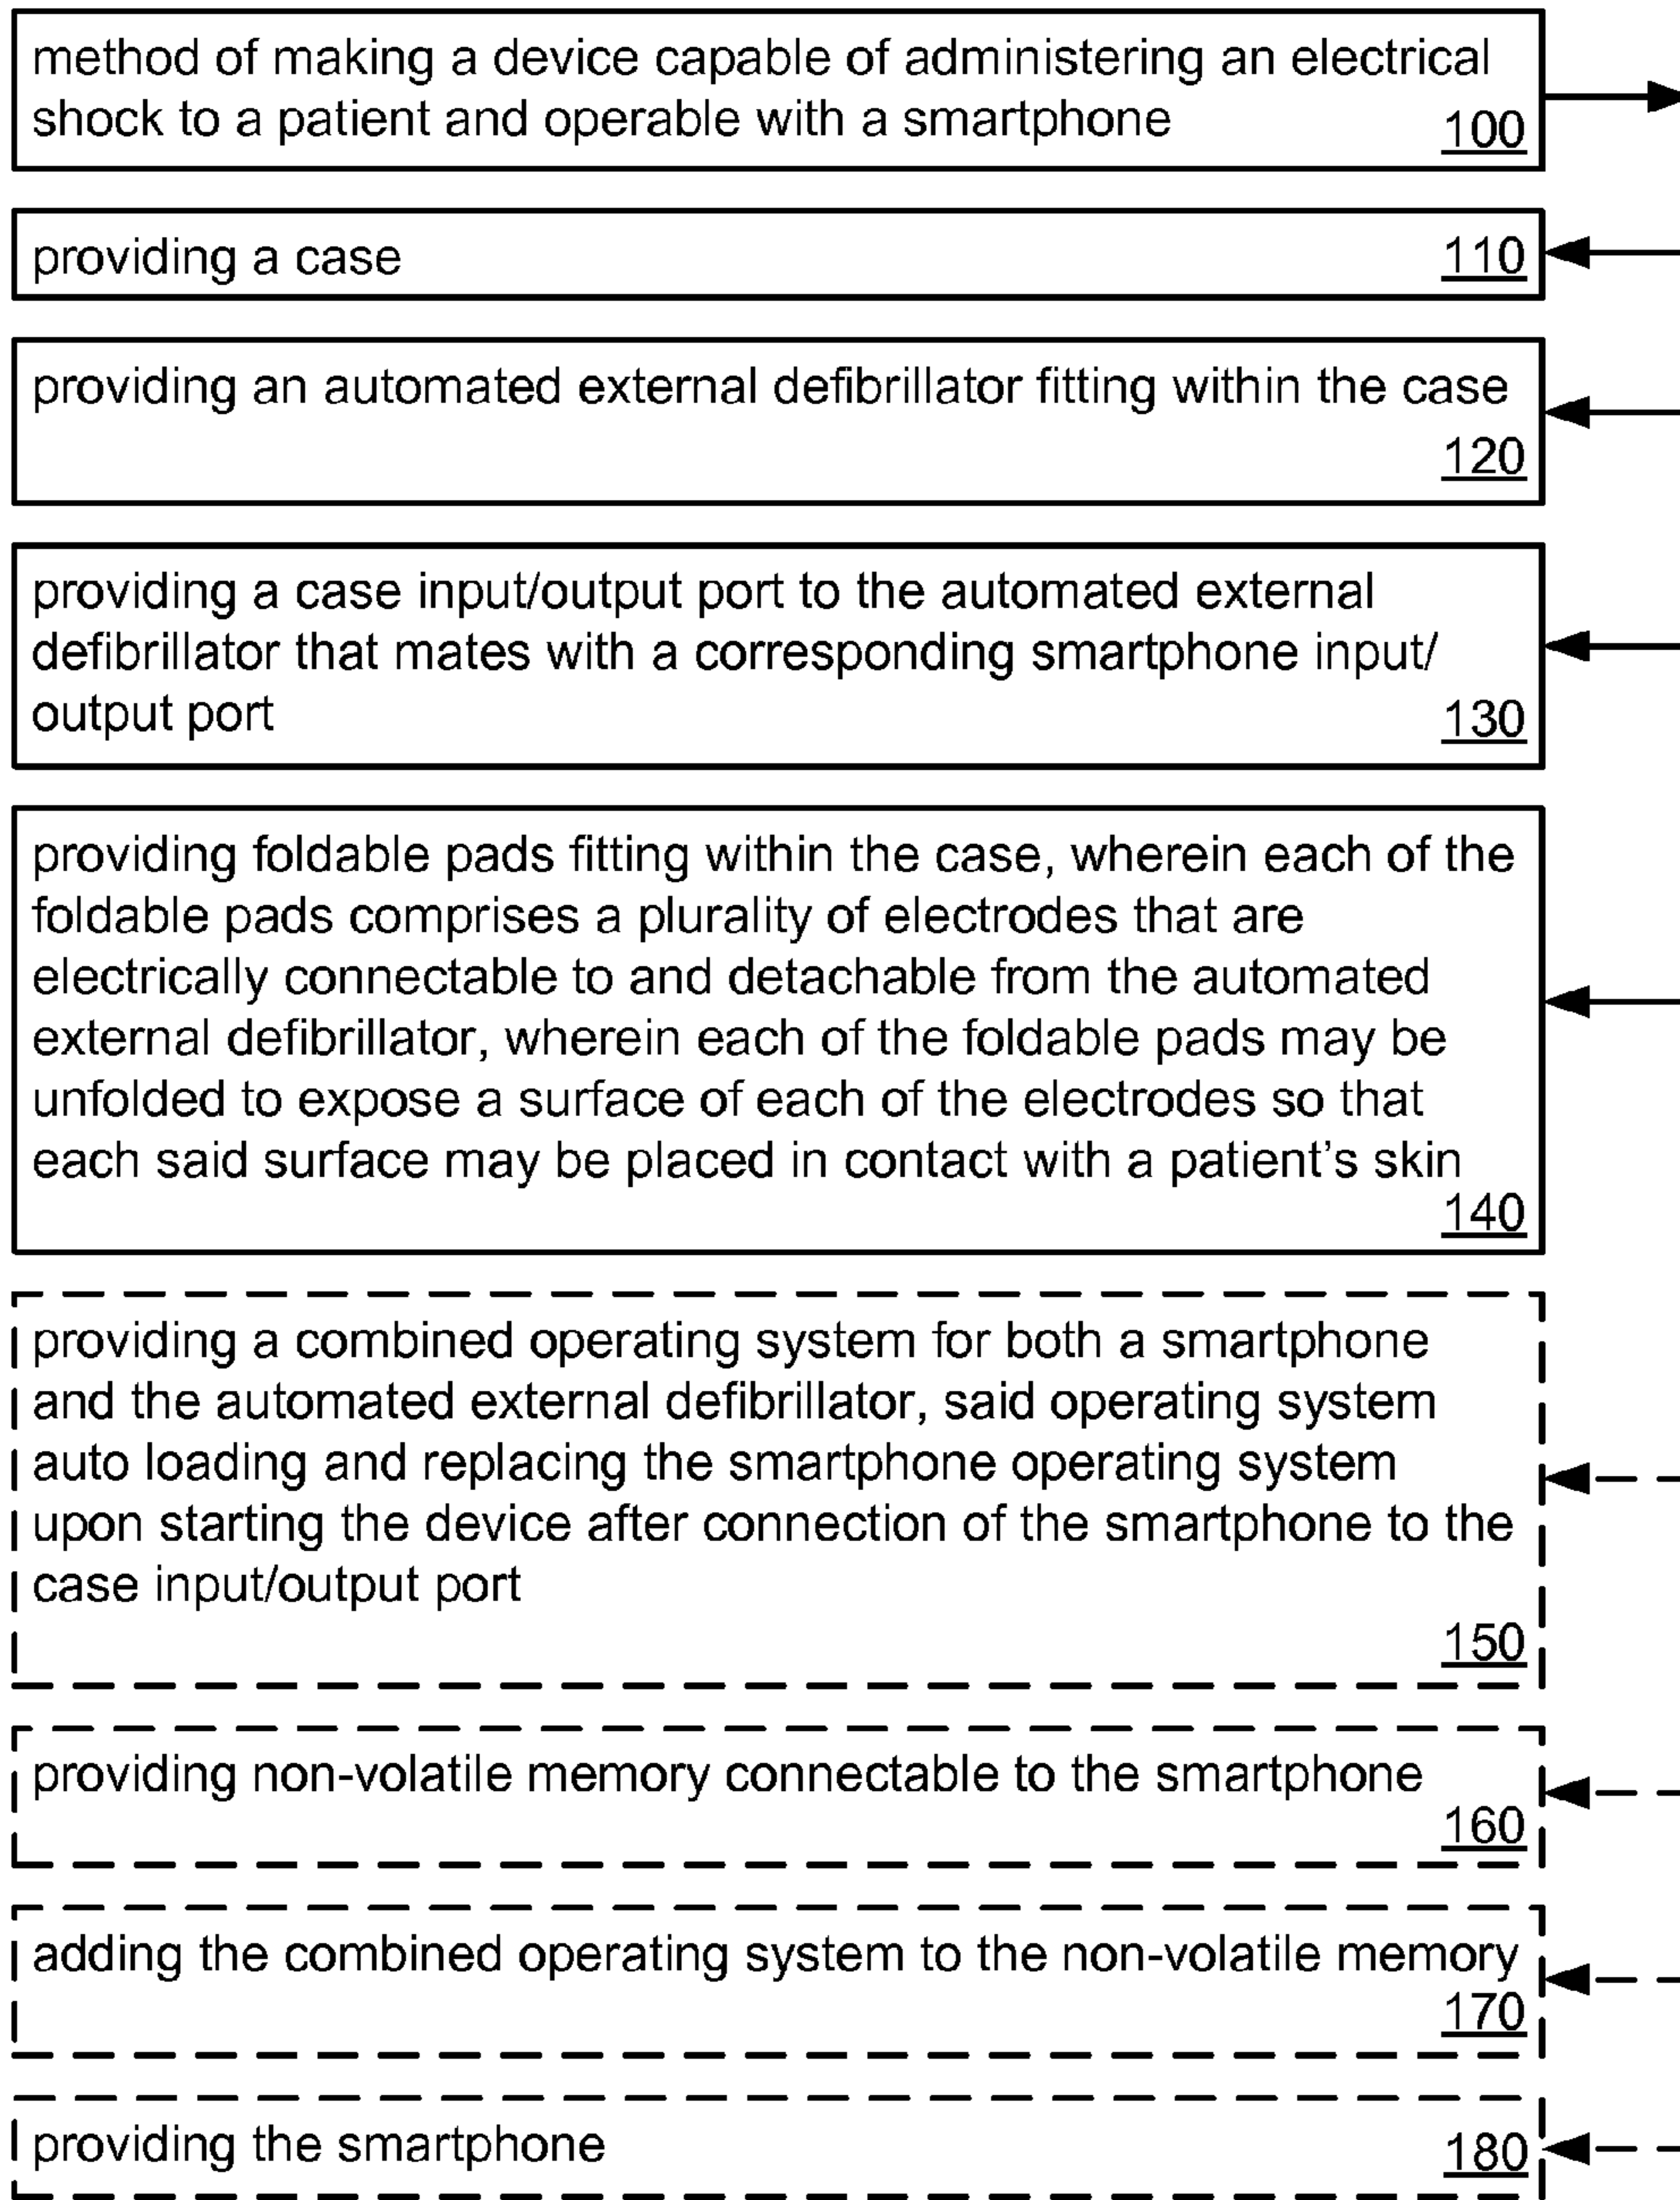 method of making a device capable of administering an electrical
shock to a patient and operable with a smartphone
100
providing a case
110
providing an automated external defibrillator fitting within the case
120
providing a case input/output port to the automated external
defibrillator that mates with a corresponding smartphone input/
output port
130
providing foldable pads fitting within the case, wherein each of the
foldable pads comprises a plurality of electrodes that are
electrically connectable to and detachable from the automated
external defibrillator, wherein each of the foldable pads may be
unfolded to expose a surface of each of the electrodes so that
each said surface may be placed in contact with a patient's skin
140
providing a combined operating system for both a smartphone
and the automated external defibrillator, said operating system
auto loading and replacing the smartphone operating system
upon starting the device after connection of the smartphone to the
case input/output port
150
providing non-volatile memory connectable to the smartphone
160
adding the combined operating system to the non-volatile memory
170
providing the smartphone
180